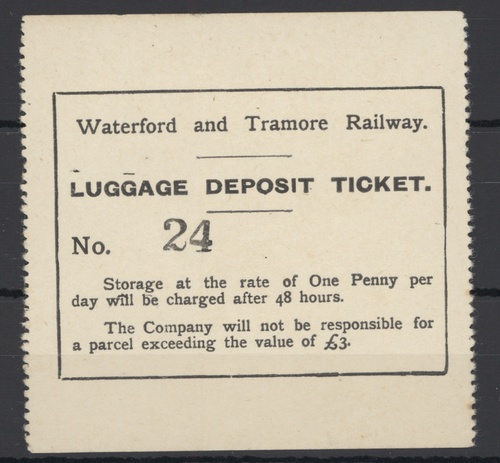 Waterford and Tramore Railway.
LUGGAGE DEPOSIT TICKET.
No. 24
Storage at the rate of One Penny per
day will be charged after 48 hours.
The Company will not be responsible for
a parcel exceeding the value of £3.